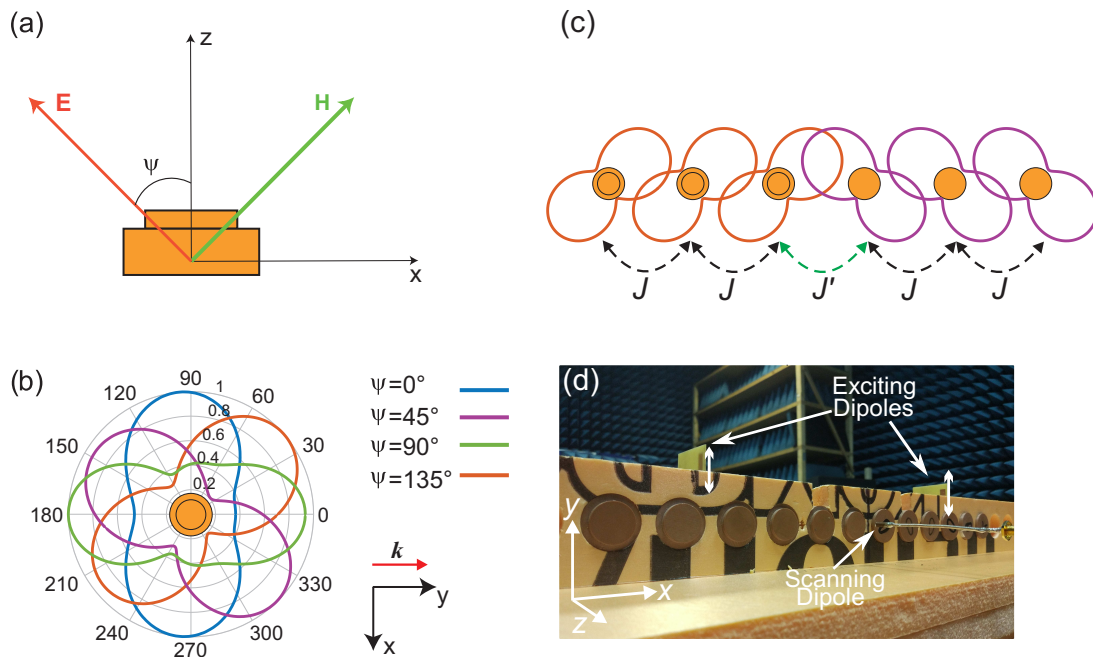 (a)
z
E
H
ψ
x
(b)
90
120
60
150
30
180
0
210
330
240
300
270
1
0.8
0.6
0.4
0.2
ψ=0°
ψ=45°
ψ=90°
ψ=135°
k
y
x
(c)
J
J
J'
J
J
(d)
Exciting
Dipoles
Scanning
Dipole
y
x
z